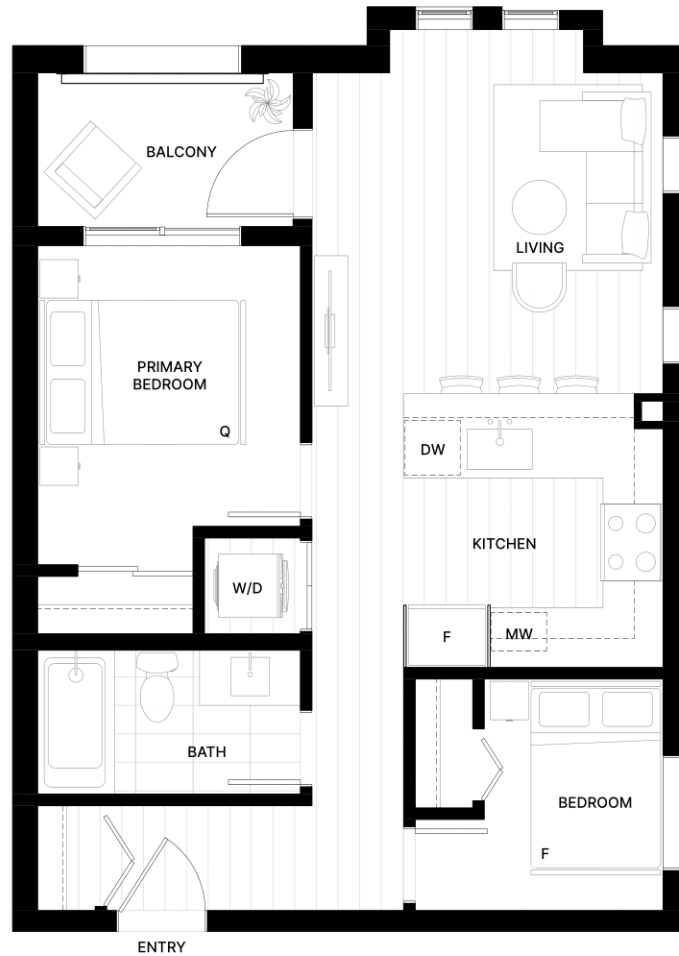 BALCONY
LIVING
PRIMARY
BEDROOM
Q
DW
KITCHEN
W/D
F
MW
BATH
BEDROOM
F
ENTRY